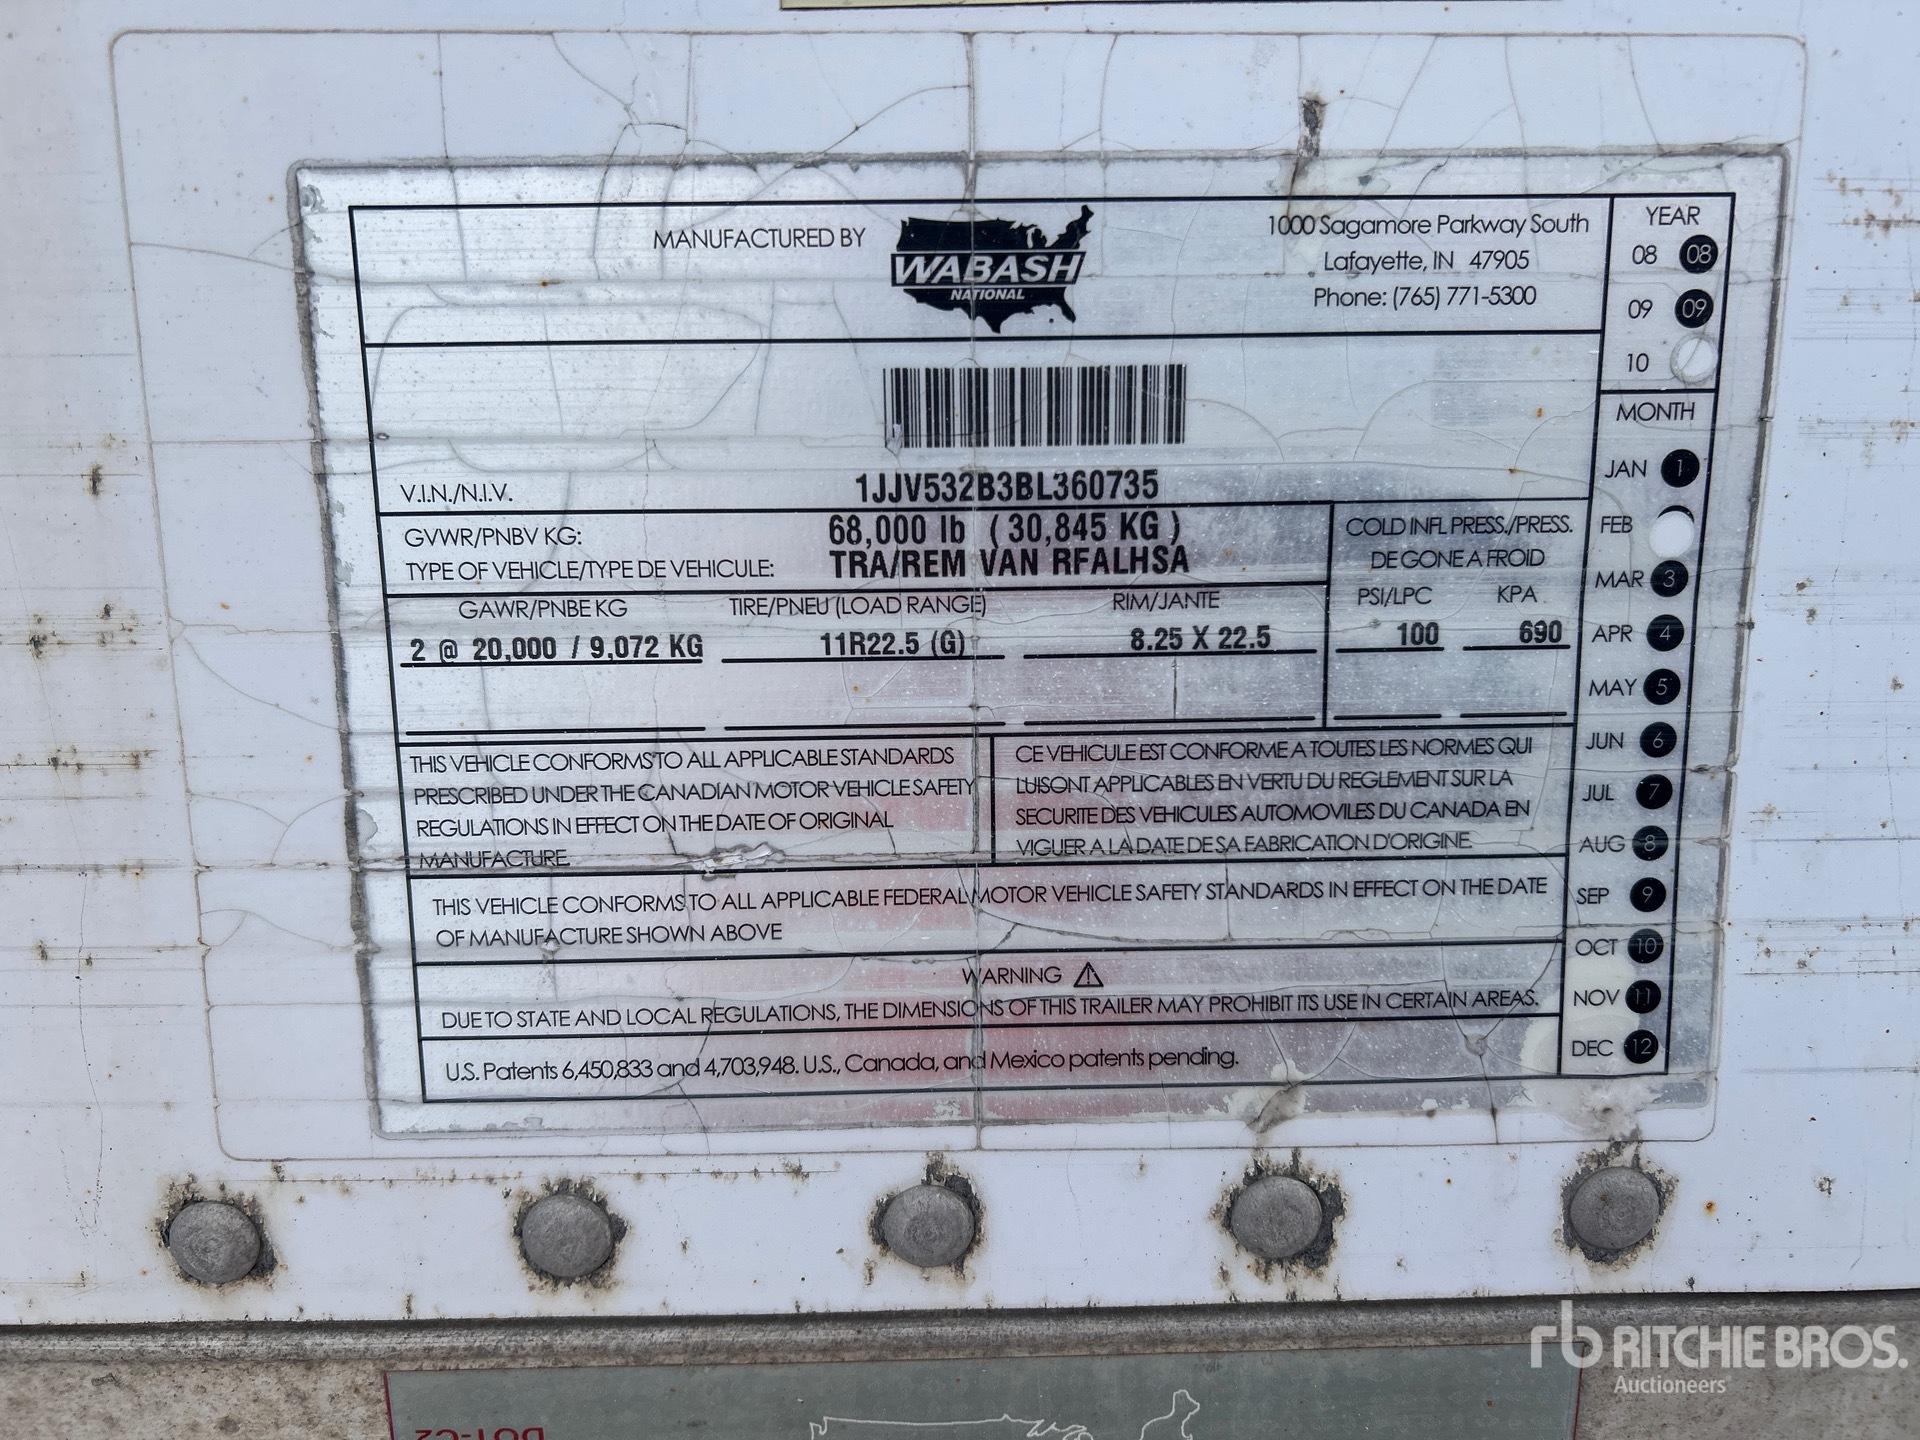 MANUFACTURED BY
WABASH
NATIONAL
1000 Sagamore Parkway South
Lafayette, IN 47905
Phone: (765) 771-5300
YEAR
08 08
09 09
10
MONTH
JAN 1
FEB
MAR 3
APR 4
MAY 5
JUN 6
JUL 7
AUG 8
SEP 9
OCT 10
NOV 11
DEC 12
V.I.N./N.I.V. 1JJV532B3BL360735
GVWR/PNBV KG: 68,000 lb ( 30,845 KG )
TYPE OF VEHICLE/TYPE DE VEHICULE: TRA/REM VAN RFALHSA
COLD INFL PRESS./PRESS.
DE GONE A FROID
GAWR/PNBE KG TIRE/PNEU (LOAD RANGE) RIM/JANTE PSI/LPC KPA
2 @ 20,000 / 9,072 KG 11R22.5 (G) 8.25 X 22.5 100 690
THIS VEHICLE CONFORMS TO ALL APPLICABLE STANDARDS
PRESCRIBED UNDER THE CANADIAN MOTOR VEHICLE SAFETY
REGULATIONS IN EFFECT ON THE DATE OF ORIGINAL
MANUFACTURE.
CE VEHICULE EST CONFORME A TOUTES LES NORMES QUI
LUISONT APPLICABLES EN VERTU DU REGLEMENT SUR LA
SECURITE DES VEHICULES AUTOMOVILES DU CANADA EN
VIGUER A LA DATE DE SA FABRICATION D'ORIGINE.
THIS VEHICLE CONFORMS TO ALL APPLICABLE FEDERAL MOTOR VEHICLE SAFETY STANDARDS IN EFFECT ON THE DATE
OF MANUFACTURE SHOWN ABOVE
WARNING
DUE TO STATE AND LOCAL REGULATIONS, THE DIMENSIONS OF THIS TRAILER MAY PROHIBIT ITS USE IN CERTAIN AREAS.
U.S. Patents 6,450,833 and 4,703,948. U.S., Canada, and Mexico patents pending.
rb RITCHIE BROS.
Auctioneers
DOT-C2